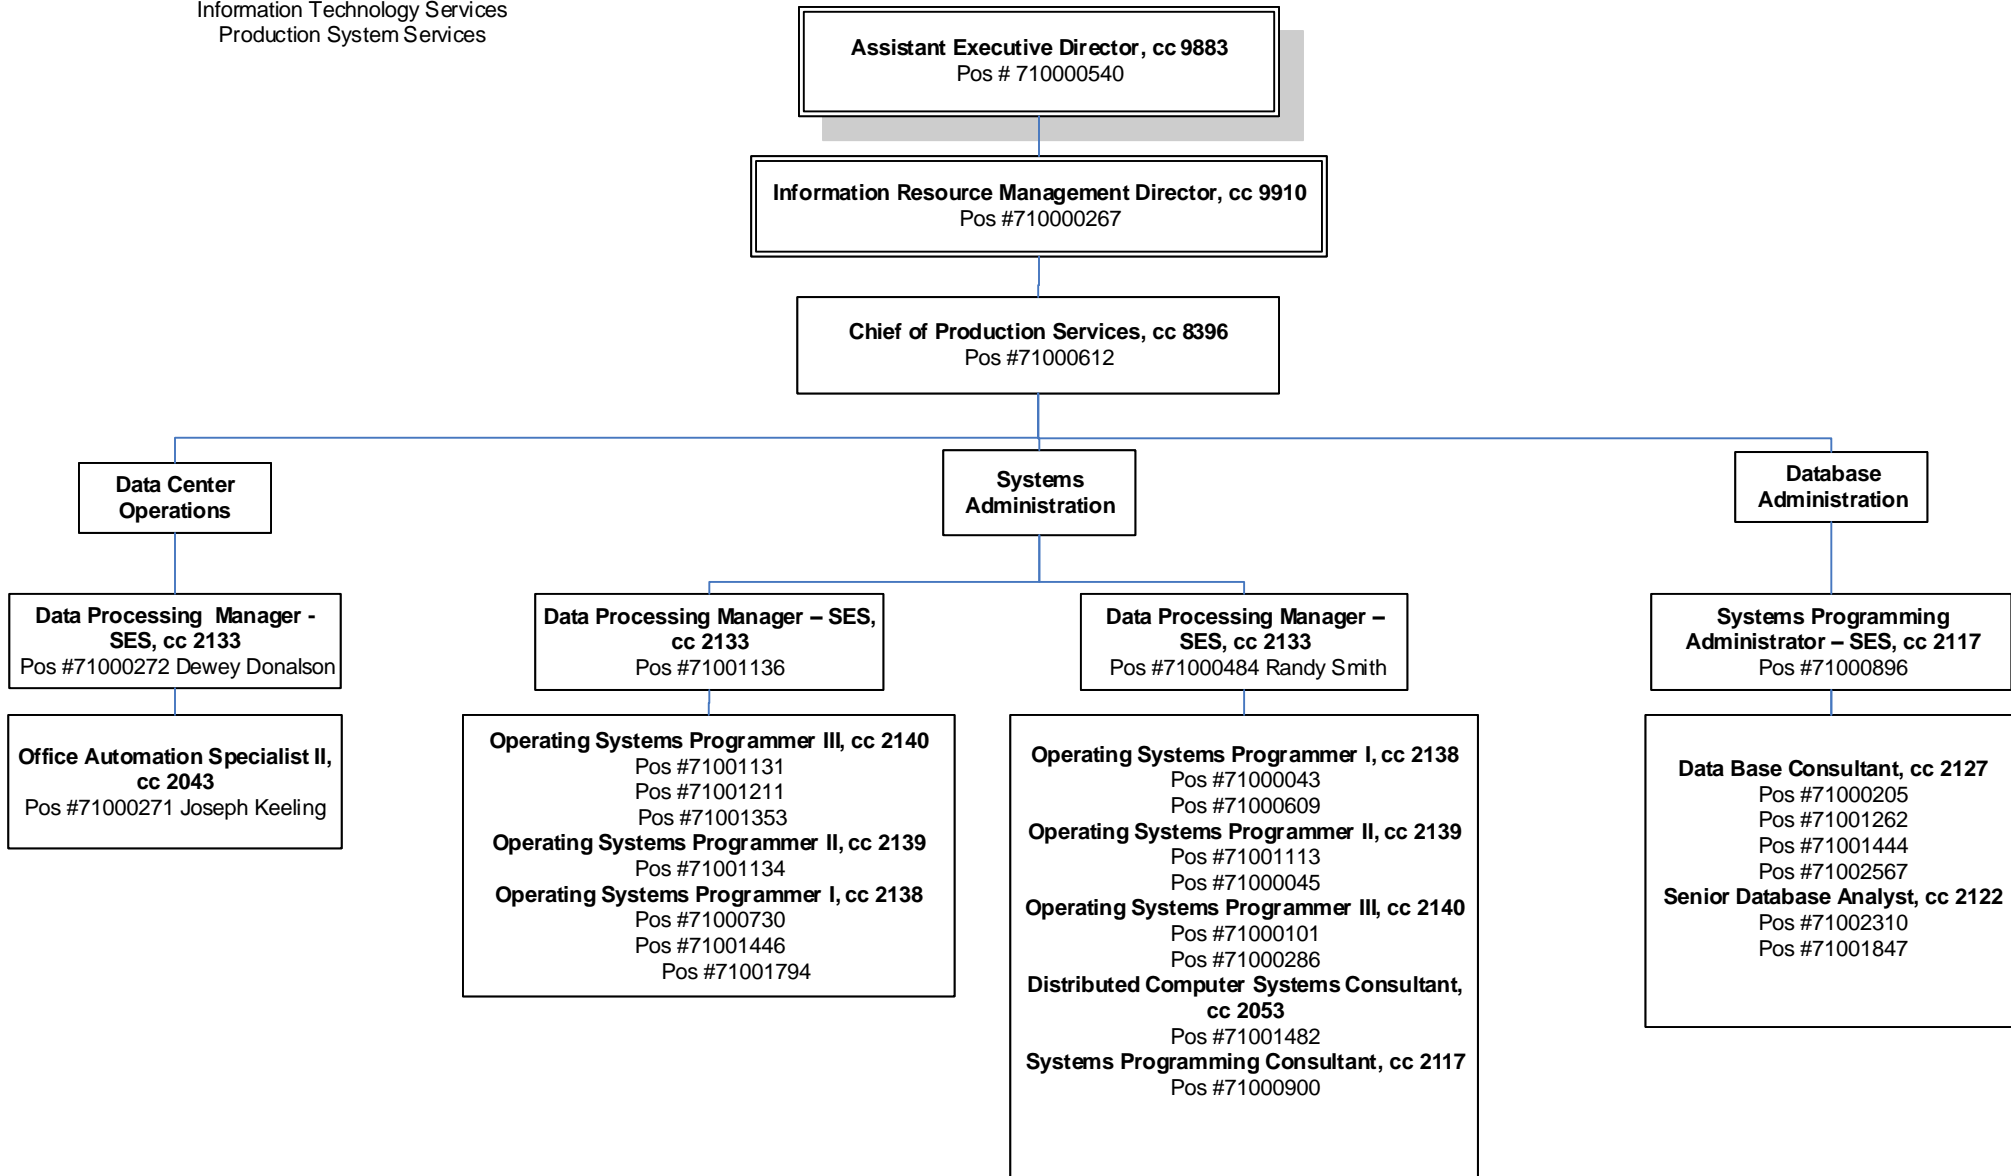 Information Technology Services
Production System Services
Assistant Executive Director, cc 9883
Pos # 710000540
Information Resource Management Director, cc 9910
Pos #710000267
Chief of Production Services, cc 8396
Pos #71000612
Data Center
Operations
Systems
Administration
Database
Administration
Data Processing Manager -
SES, cc 2133
Pos #71000272 Dewey Donalson
Data Processing Manager – SES,
cc 2133
Pos #71001136
Data Processing Manager –
SES, cc 2133
Pos #71000484 Randy Smith
Systems Programming
Administrator – SES, cc 2117
Pos #71000896
Office Automation Specialist II,
cc 2043
Pos #71000271 Joseph Keeling
Operating Systems Programmer III, cc 2140
Pos #71001131
Pos #71001211
Pos #71001353
Operating Systems Programmer II, cc 2139
Pos #71001134
Operating Systems Programmer I, cc 2138
Pos #71000730
Pos #71001446
Pos #71001794
Operating Systems Programmer I, cc 2138
Pos #71000043
Pos #71000609
Operating Systems Programmer II, cc 2139
Pos #71001113
Pos #71000045
Operating Systems Programmer III, cc 2140
Pos #71000101
Pos #71000286
Distributed Computer Systems Consultant,
cc 2053
Pos #71001482
Systems Programming Consultant, cc 2117
Pos #71000900
Data Base Consultant, cc 2127
Pos #71000205
Pos #71001262
Pos #71001444
Pos #71002567
Senior Database Analyst, cc 2122
Pos #71002310
Pos #71001847